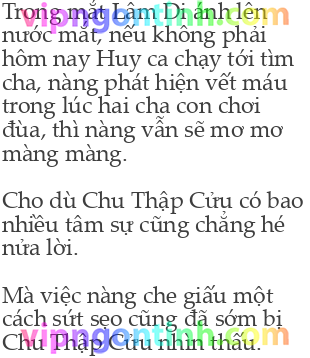 Trong mắt Lâm Di ánh lên
nước mắt, nếu không phải
hôm nay Huy ca chạy tới tìm
cha, nàng phát hiện vết máu
trong lúc hai cha con chơi
đùa, thì nàng vẫn sẽ mơ mơ
màng màng.
Cho dù Chu Thập Cửu có bao
nhiều tâm sự cũng chẳng hé
nửa lời.
Mà việc nàng che giấu một
cách sứt sẹo cũng đã sớm bị
Chu Thập Cửu nhìn thấu.
vipngontinh.com
vipngontinh.com